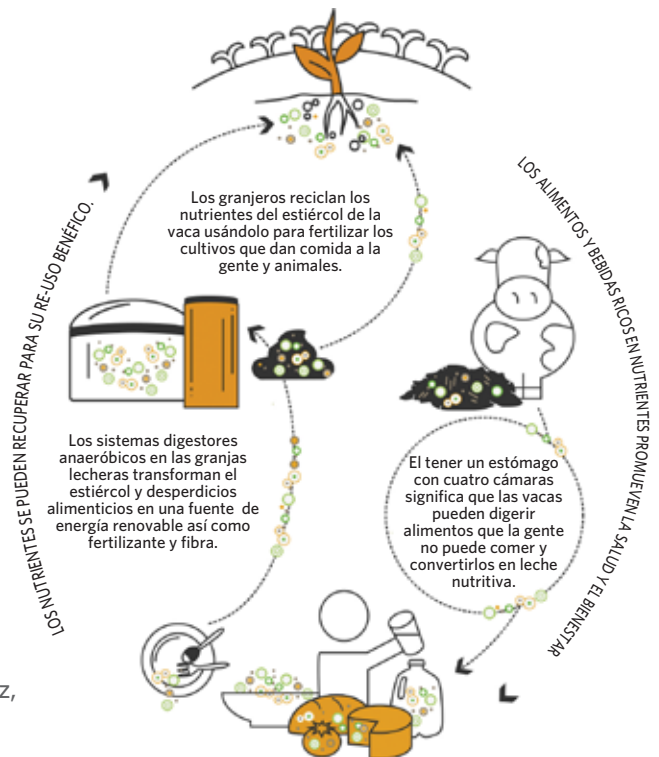 Los granjeros reciclan los
nutrientes del estiércol de la
vaca usándolo para fertilizar los
cultivos que dan comida a la
gente y animales.
LOS ALIMENTOS Y BEBIDAS RICOS EN NUTRIENTES PROMUEVEN LA SALUD Y EL BIENESTAR
LOS NUTRIENTES SE PUEDEN RECUPERAR PARA SU RE-USO BENÉFICO.
Los sistemas digestores
anaeróbicos en las granjas
lecheras transforman el
estiércol y desperdicios
alimenticios en una fuente de
energía renovable así como
fertilizante y fibra.
El tener un estómago
con cuatro cámaras
significa que las vacas
pueden digerir
alimentos que la gente
no puede comer y
convertirlos en leche
nutritiva.
z,